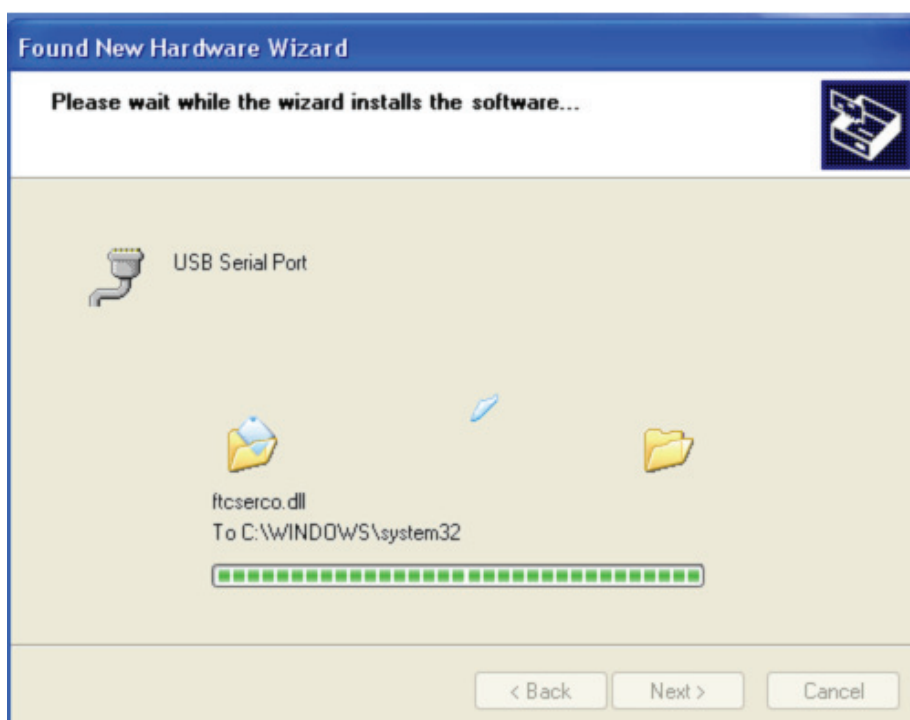 Found New Hardware Wizard
Please wait while the wizard installs the software...
USB Serial Port
ftcserco.dll
To C:\WINDOWS\system32
< Back Next > Cancel